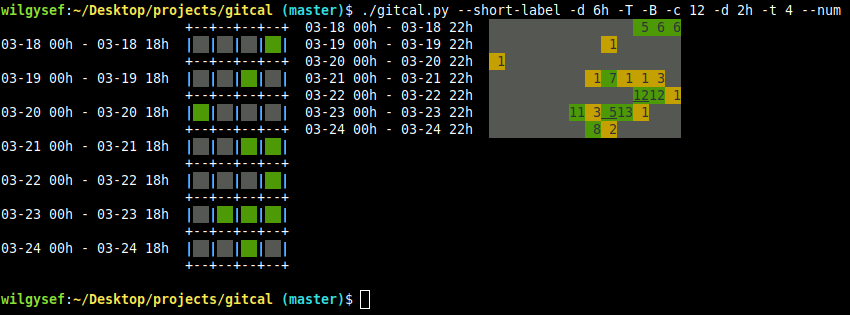 wilgysef:~/Desktop/projects/gitcal (master)$ ./gitcal.py --short-label -d 6h -T -B -c 12 -d 2h -t 4 --num
+--+--+--+--+ 03-18 00h - 03-18 22h 5 6 6
03-18 00h - 03-18 18h | | | | | 03-19 00h - 03-19 22h 1
+--+--+--+--+ 03-20 00h - 03-20 22h 1
03-19 00h - 03-19 18h | | | | | 03-21 00h - 03-21 22h 1 7 1 1 3
+--+--+--+--+ 03-22 00h - 03-22 22h 1212 1
03-20 00h - 03-20 18h | | | | | 03-23 00h - 03-23 22h 11 3 513 1
+--+--+--+--+ 03-24 00h - 03-24 22h 8 2
03-21 00h - 03-21 18h | | | | |
+--+--+--+--+
03-22 00h - 03-22 18h | | | | |
+--+--+--+--+
03-23 00h - 03-23 18h | | | | |
+--+--+--+--+
03-24 00h - 03-24 18h | | | | |
+--+--+--+--+
wilgysef:~/Desktop/projects/gitcal (master)$